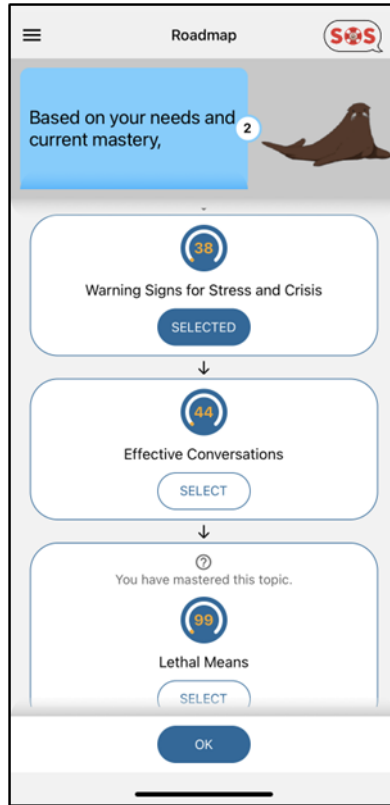 Roadmap
SOS
Based on your needs and
current mastery,
2
38
Warning Signs for Stress and Crisis
SELECTED
44
Effective Conversations
SELECT
You have mastered this topic.
99
Lethal Means
SELECT
OK